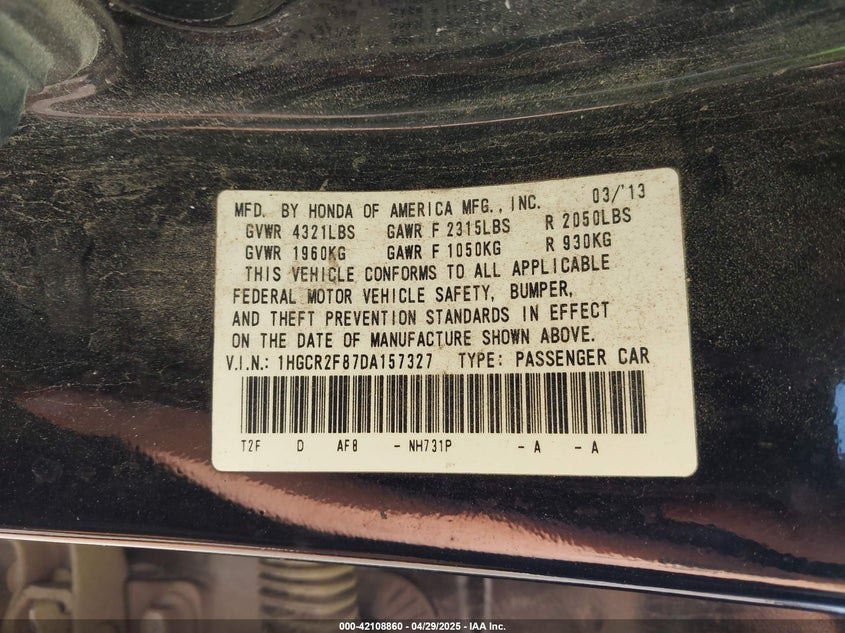 MFD. BY HONDA OF AMERICA MFG., INC. 03/'13
GVWR 4321LBS GAWR F 2315LBS R 2050LBS
GVWR 1960KG GAWR F 1050KG R 930KG
THIS VEHICLE CONFORMS TO ALL APPLICABLE
FEDERAL MOTOR VEHICLE SAFETY, BUMPER,
AND THEFT PREVENTION STANDARDS IN EFFECT
ON THE DATE OF MANUFACTURE SHOWN ABOVE.
V.I.N.: 1HGCR2F87DA157327 TYPE: PASSENGER CAR
T2F D AF8 - NH731P - A - A
000-42108860 - 04/29/2025 - IAA Inc.